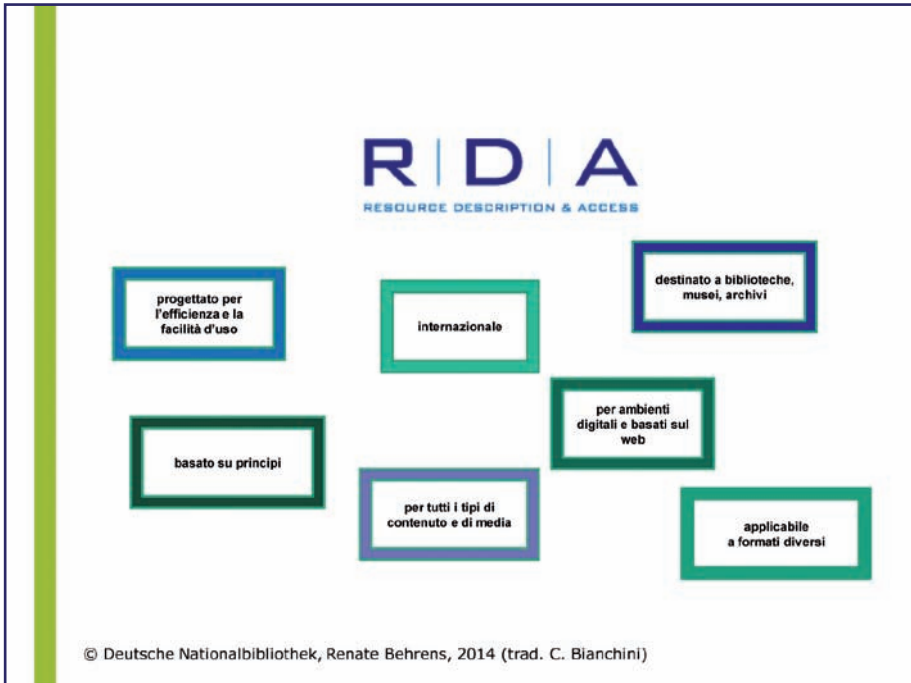 R|D|A
RESOURCE DESCRIPTION & ACCESS
progettato per
l'efficienza e la
facilità d'uso
internazionale
destinato a biblioteche,
musei, archivi
basato su principi
per ambienti
digitali e basati sul
web
per tutti i tipi di
contenuto e di media
applicabile
a formati diversi
© Deutsche Nationalbibliothek, Renate Behrens, 2014 (trad. C. Bianchini)